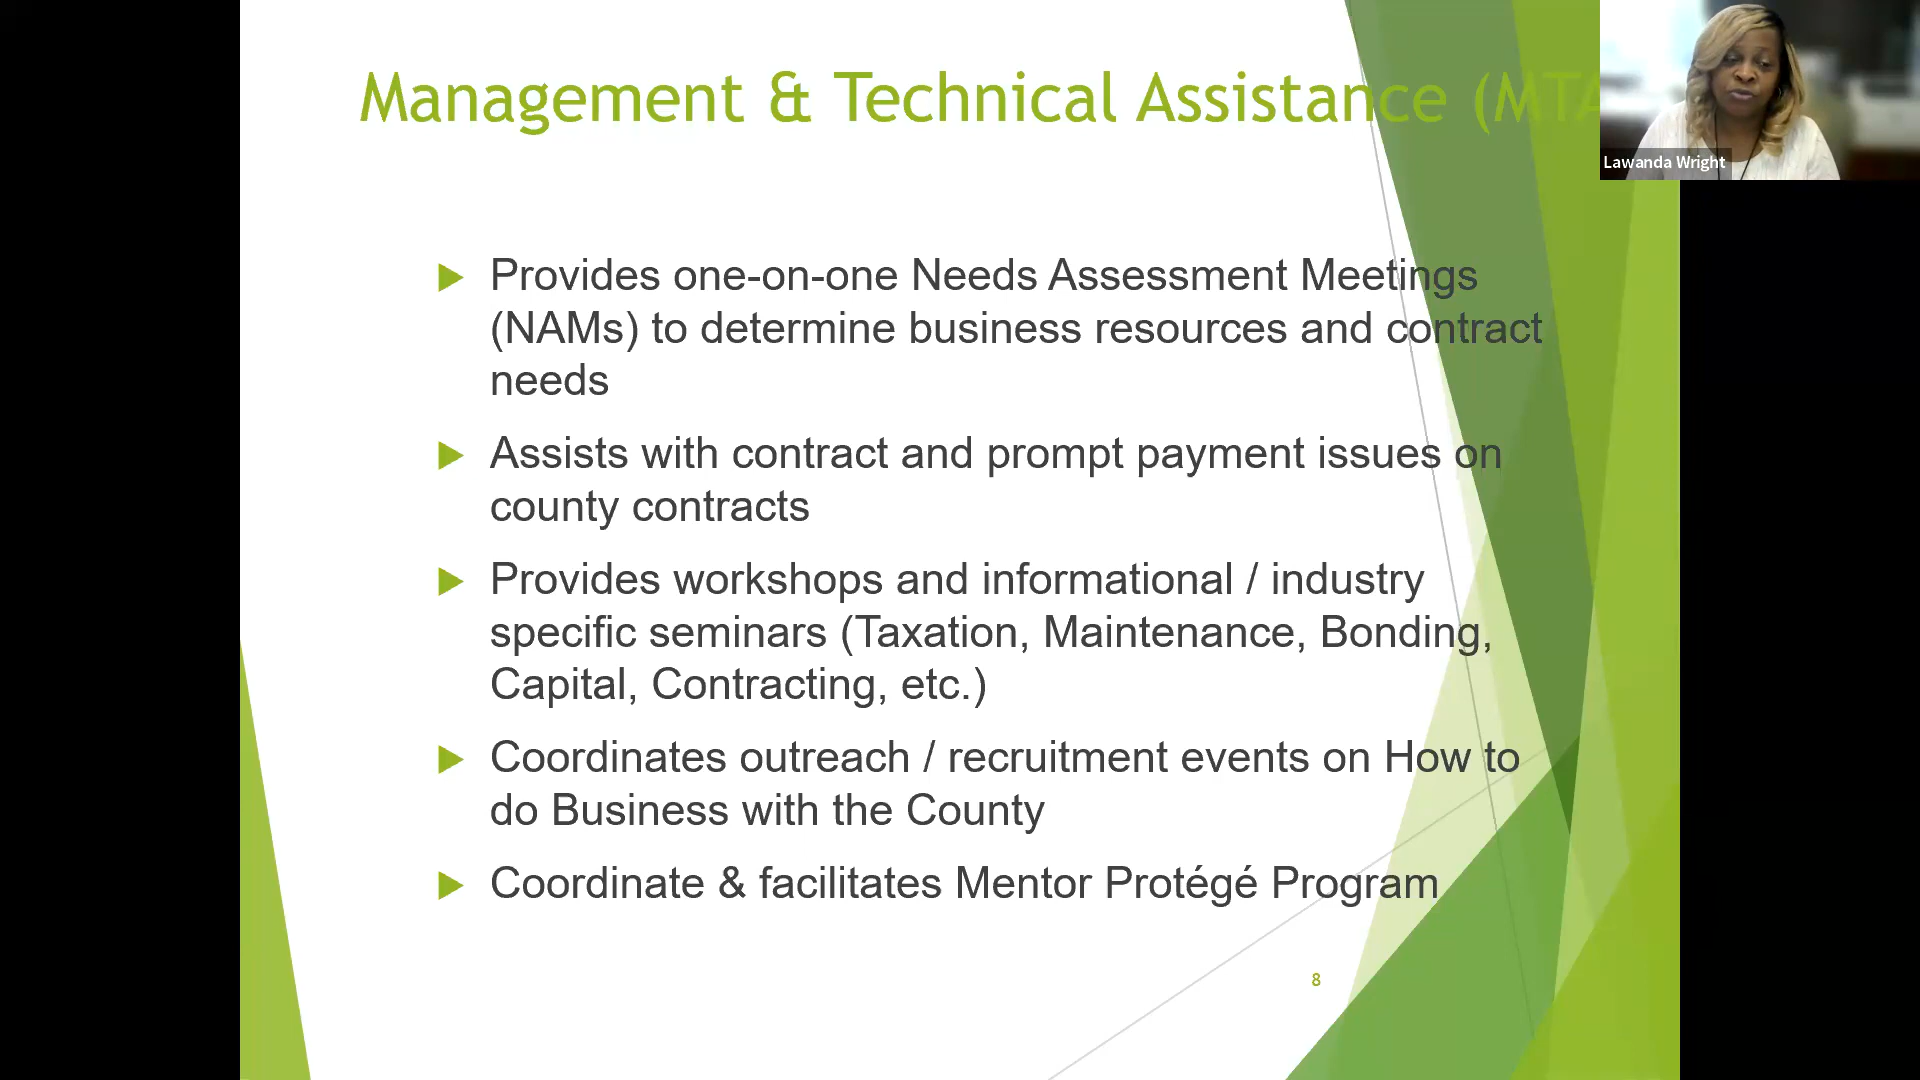 Management & Technical Assistance (MTA
Lawanda Wright
Provides one-on-one Needs Assessment Meetings
(NAMs) to determine business resources and contract
needs
Assists with contract and prompt payment issues on
county contracts
Provides workshops and informational / industry
specific seminars (Taxation, Maintenance, Bonding,
Capital, Contracting, etc.)
Coordinates outreach / recruitment events on How to
do Business with the County
Coordinate & facilitates Mentor Protégé Program
8